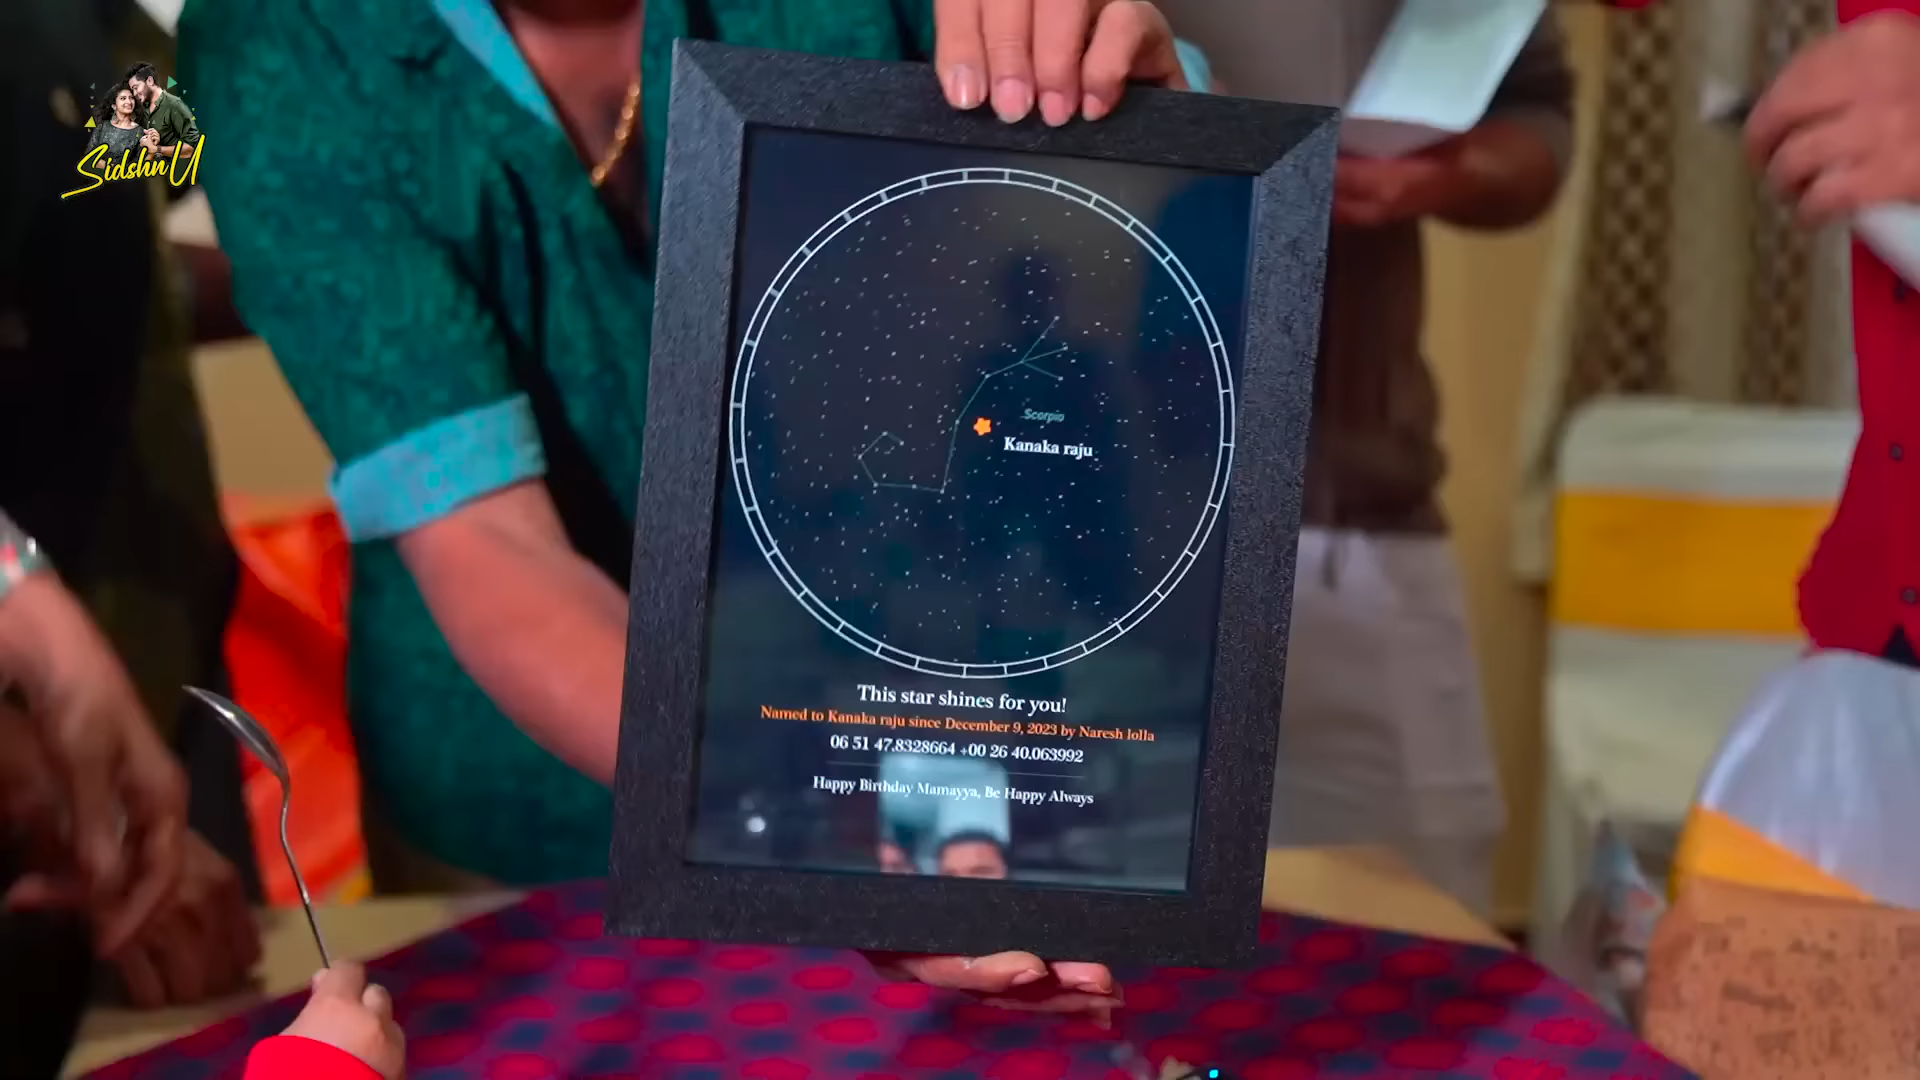 SidshnU
Scorpio
Kanaka raju
This star shines for you!
Named to Kanaka raju since December 9, 2023 by Naresh lolla
06 51 47.8328664 +00 26 40.063992
Happy Birthday Mamayya, Be Happy Always